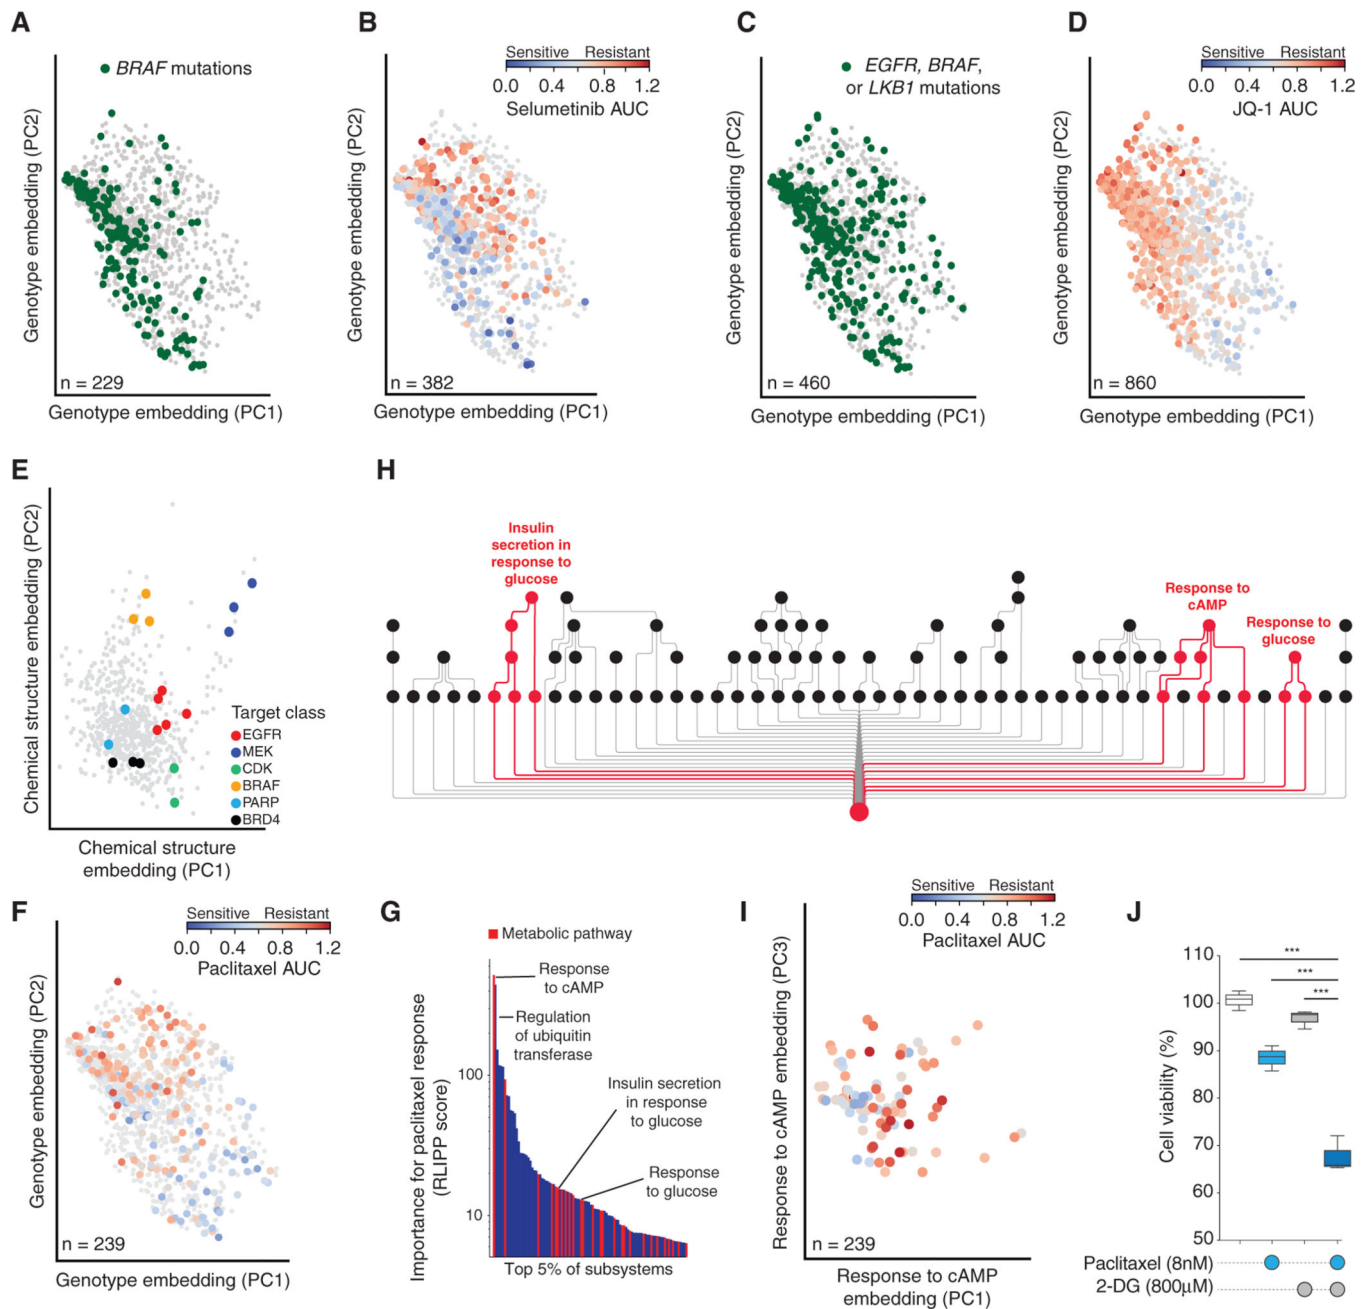 A
BRAF mutations
Genotype embedding (PC2)
n = 229
Genotype embedding (PC1)
B
Sensitive Resistant
0.0 0.4 0.8 1.2
Selumetinib AUC
Genotype embedding (PC2)
n = 382
Genotype embedding (PC1)
C
EGFR, BRAF,
or LKB1 mutations
Genotype embedding (PC2)
n = 460
Genotype embedding (PC1)
D
Sensitive Resistant
0.0 0.4 0.8 1.2
JQ-1 AUC
Genotype embedding (PC2)
n = 860
Genotype embedding (PC1)
E
Chemical structure embedding (PC2)
Target class
EGFR
MEK
CDK
BRAF
PARP
BRD4
Chemical structure
embedding (PC1)
H
Insulin
secretion in
response to
glucose
Response to
cAMP
Response to
glucose
F
Sensitive Resistant
0.0 0.4 0.8 1.2
Paclitaxel AUC
Genotype embedding (PC2)
n = 239
Genotype embedding (PC1)
G
Metabolic pathway
Importance for paclitaxel response
(RLIPP score)
100
10
Response
to cAMP
Regulation
of ubiquitin
transferase
Insulin secretion
in response
to glucose
Response
to glucose
Top 5% of subsystems
I
Sensitive Resistant
0.0 0.4 0.8 1.2
Paclitaxel AUC
Response to cAMP embedding (PC3)
n = 239
Response to cAMP
embedding (PC1)
J
Cell viability (%)
110
100
90
80
70
60
50
***
***
***
Paclitaxel (8nM)
2-DG (800µM)